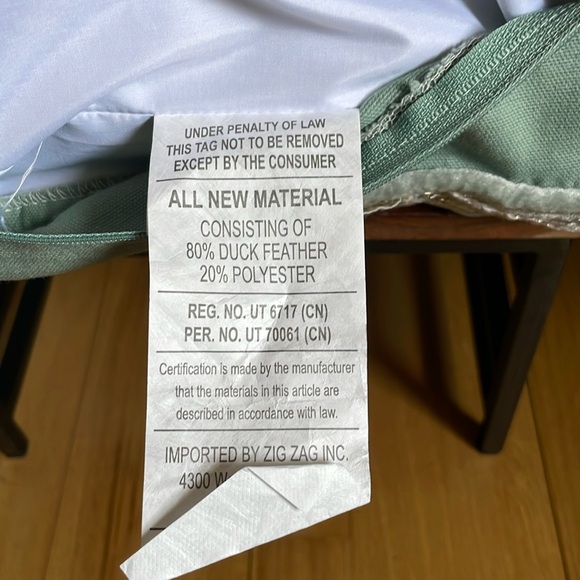 UNDER PENALTY OF LAW
THIS TAG NOT TO BE REMOVED
EXCEPT BY THE CONSUMER
ALL NEW MATERIAL
CONSISTING OF
80% DUCK FEATHER
20% POLYESTER
REG. NO. UT 6717 (CN)
PER. NO. UT 70061 (CN)
Certification is made by the manufacturer
that the materials in this article are
described in accordance with law.
IMPORTED BY ZIG ZAG INC.
4300 W